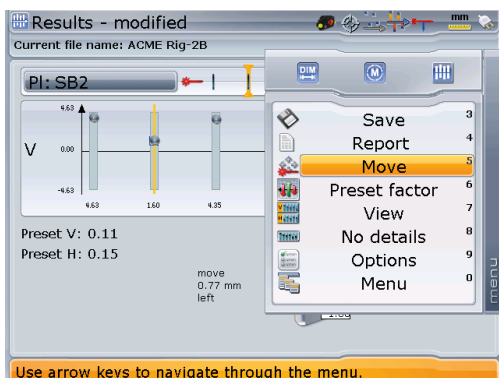 Results - modified
mm
Current file name: ACME Rig-2B
PI: SB2
DIM
M
4.63
V
0.00
-4.63
4.63 1.60 4.35
Preset V: 0.11
Preset H: 0.15
move
0.77 mm
left
Save 3
Report 4
Move 5
Preset factor 6
View 7
No details 8
Options 9
Menu 0
menu
Use arrow keys to navigate through the menu.